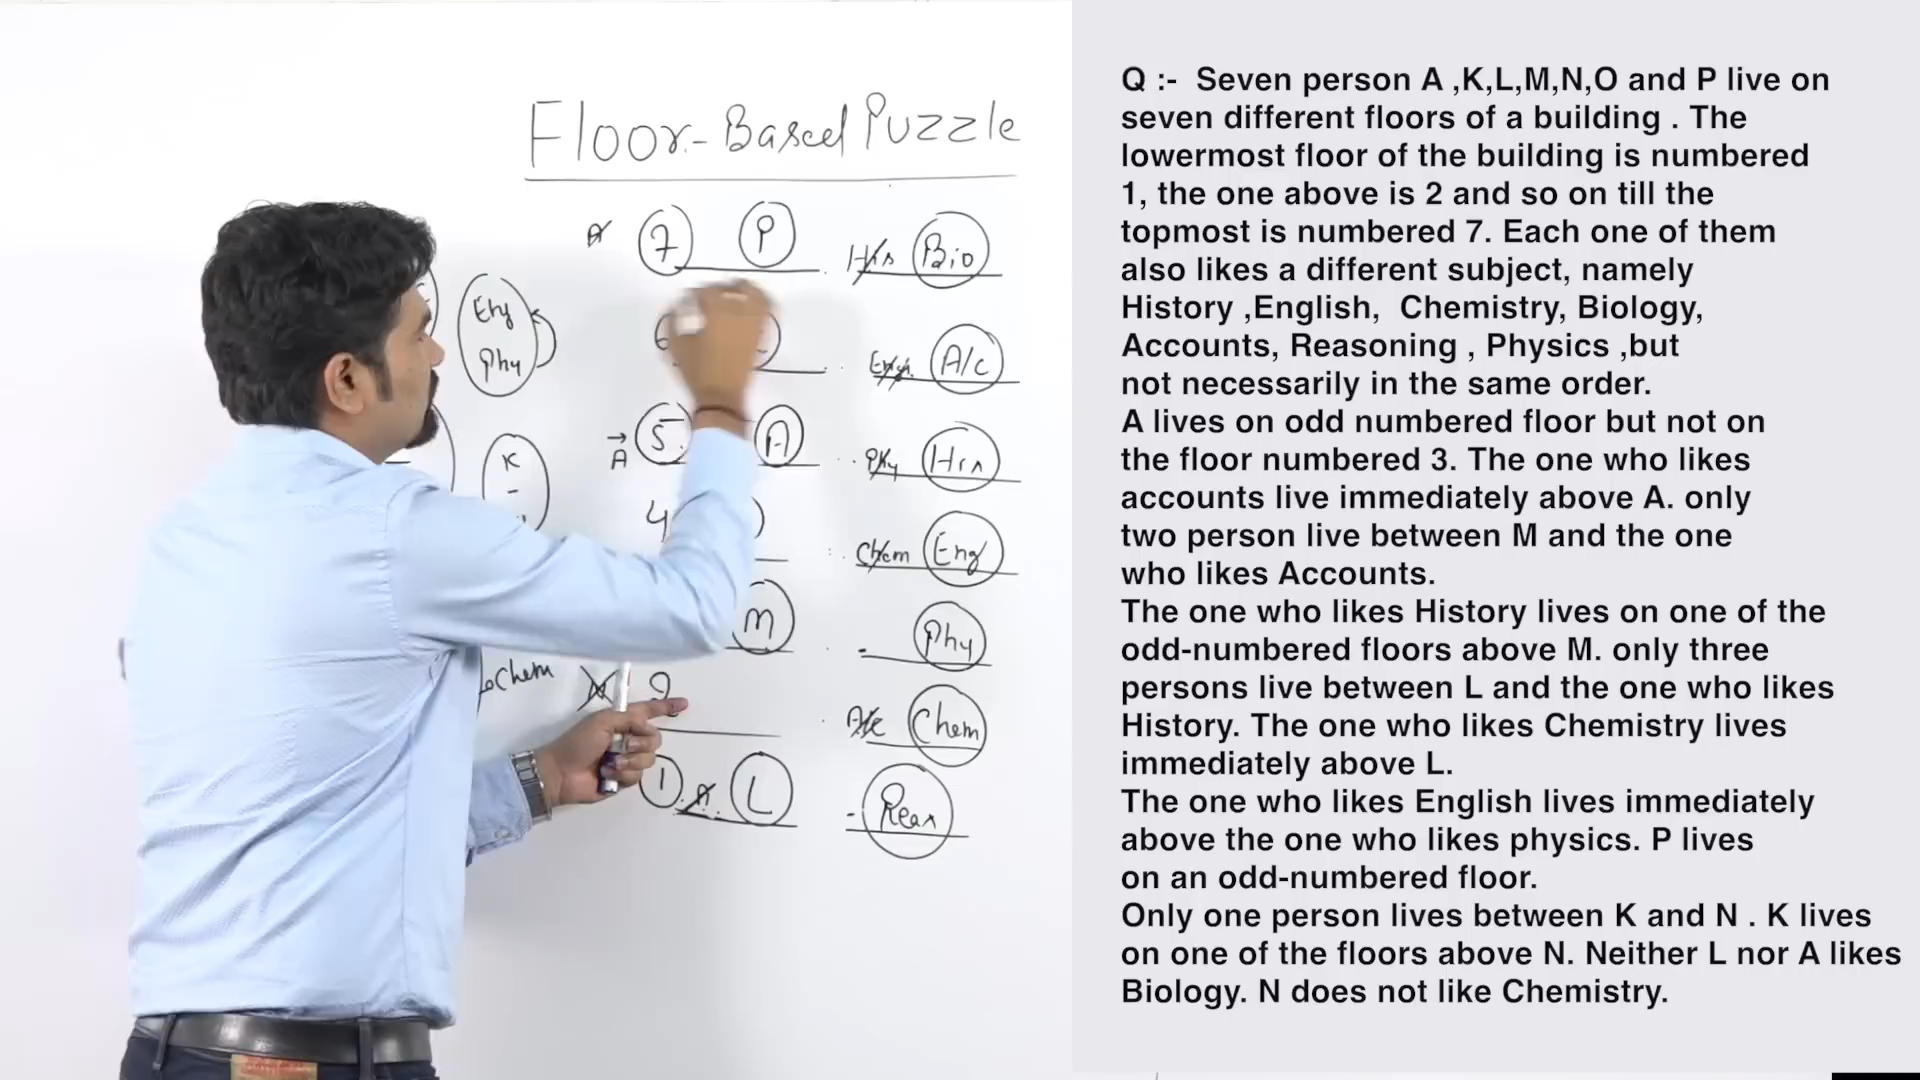 Floor-Based Puzzle
A 7 P His Bio
Eng
Phy
Engl. A/c
→
A 5. A Phy His
K
-
4 Chem Eng
M - Phy
Chem M 2 A/c Chem
1 A L - Reas
Q :- Seven person A ,K,L,M,N,O and P live on
seven different floors of a building . The
lowermost floor of the building is numbered
1, the one above is 2 and so on till the
topmost is numbered 7. Each one of them
also likes a different subject, namely
History ,English, Chemistry, Biology,
Accounts, Reasoning , Physics ,but
not necessarily in the same order.
A lives on odd numbered floor but not on
the floor numbered 3. The one who likes
accounts live immediately above A. only
two person live between M and the one
who likes Accounts.
The one who likes History lives on one of the
odd-numbered floors above M. only three
persons live between L and the one who likes
History. The one who likes Chemistry lives
immediately above L.
The one who likes English lives immediately
above the one who likes physics. P lives
on an odd-numbered floor.
Only one person lives between K and N . K lives
on one of the floors above N. Neither L nor A likes
Biology. N does not like Chemistry.